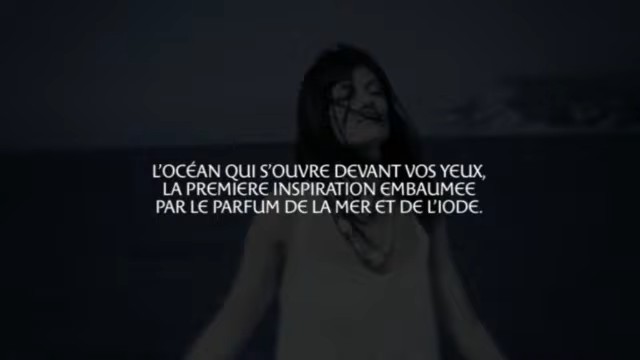 L'OCÉAN QUI S'OUVRE DEVANT VOS YEUX,
LA PREMIERE INSPIRATION EMBAUMEE
PAR LE PARFUM DE LA MER ET DE L'IODE.